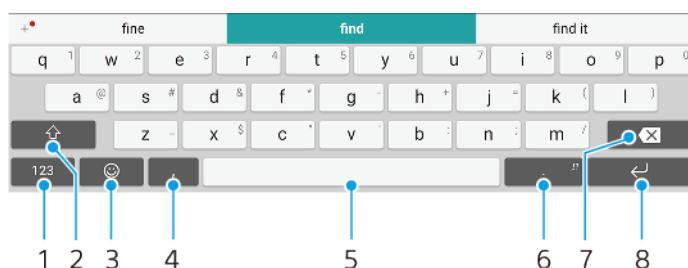 + fine find find it
q 1 w 2 e 3 r 4 t 5 y 6 u 7 i 8 o 9 p 0
a @ s # d & f * g - h + j = k ( l )
z _ x $ c " v ' b : n ; m /
123 , . !?
1 2 3 4 5 6 7 8